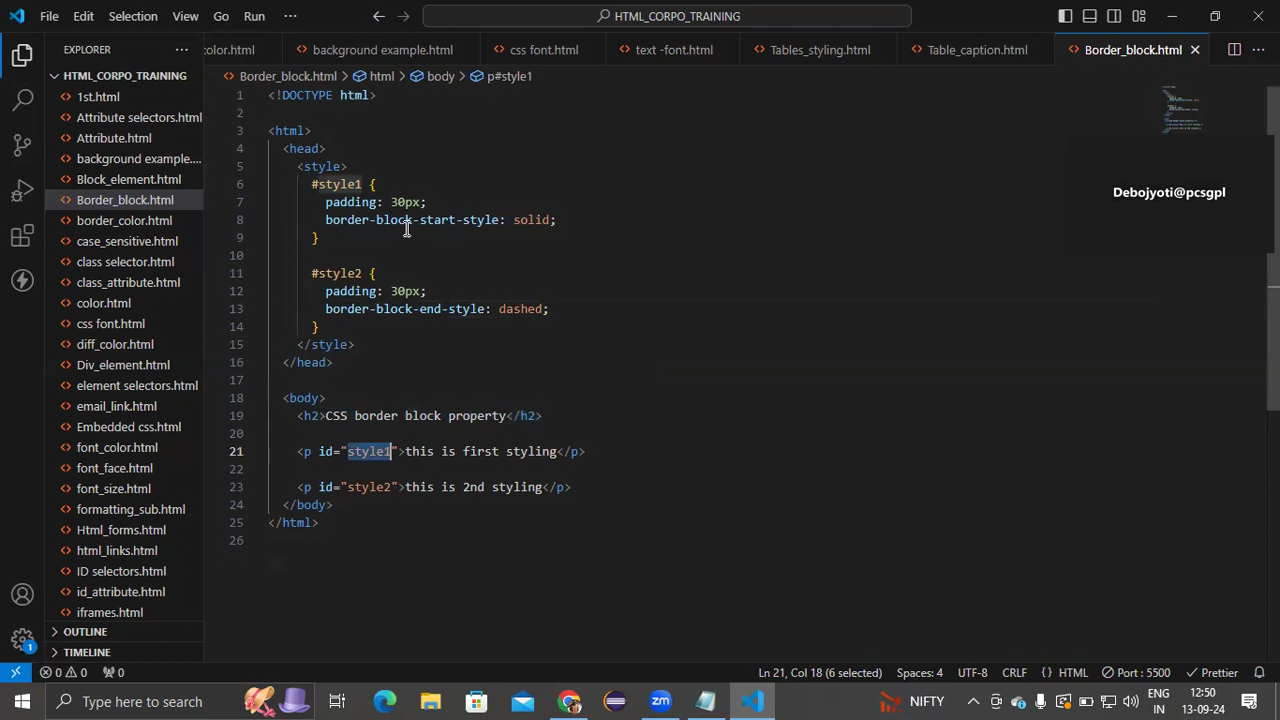 File Edit Selection View Go Run ... HTML_CORPO_TRAINING
EXPLORER ...
color.html background example.html css font.html text -font.html Tables_styling.html Table_caption.html Border_block.html
HTML_CORPO_TRAINING
1st.html
Attribute selectors.html
Attribute.html
background example....
Block_element.html
Border_block.html
border_color.html
case_sensitive.html
class selector.html
class_attribute.html
color.html
css font.html
diff_color.html
Div_element.html
element selectors.html
email_link.html
Embedded css.html
font_color.html
font_face.html
font_size.html
formatting_sub.html
Html_forms.html
html_links.html
ID selectors.html
id_attribute.html
iframes.html
OUTLINE
TIMELINE
Border_block.html > html > body > p#style1
1 <!DOCTYPE html>
2
3 <html>
4 <head>
5 <style>
6 #style1 {
7 padding: 30px;
8 border-block-start-style: solid;
9 }
10
11 #style2 {
12 padding: 30px;
13 border-block-end-style: dashed;
14 }
15 </style>
16 </head>
17
18 <body>
19 <h2>CSS border block property</h2>
20
21 <p id="style1">this is first styling</p>
22
23 <p id="style2">this is 2nd styling</p>
24 </body>
25 </html>
26
Debojyoti@pcsgpl
1
0 0 0 Ln 21, Col 18 (6 selected) Spaces: 4 UTF-8 CRLF { } HTML Port : 5500 Prettier
Type here to search zm NIFTY ENG IN 12:50 13-09-24